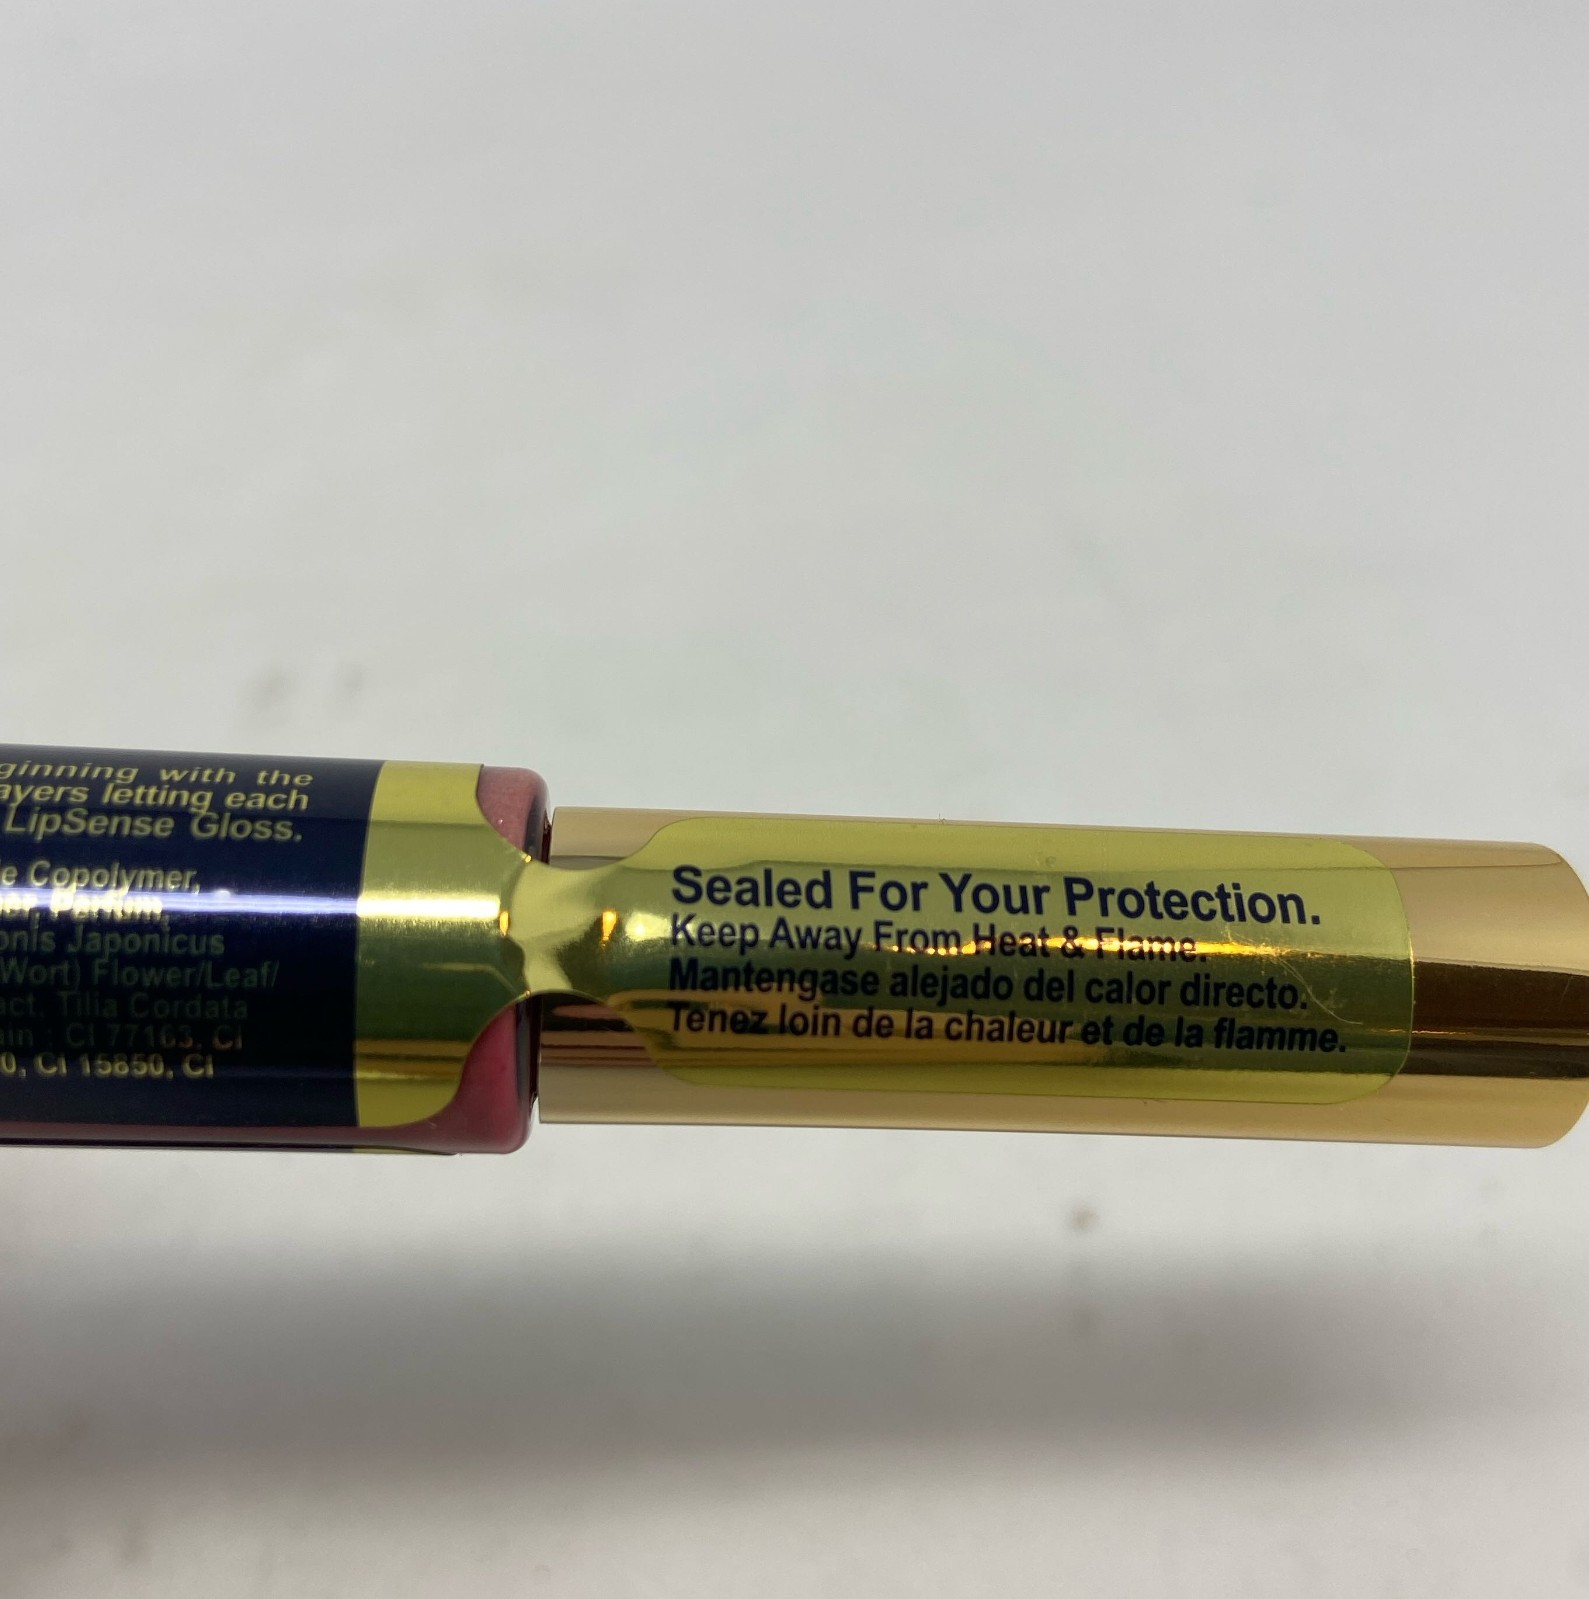 ginning with the
ayers letting each
LipSense Gloss.
e Copolymer,
Parfum,
onis Japonicus
Wort) Flower/Leaf/
act, Tilia Cordata
in : CI 77163, CI
0, CI 15850, CI
Sealed For Your Protection.
Keep Away From Heat & Flame.
Mantengase alejado del calor directo.
Tenez loin de la chaleur et de la flamme.